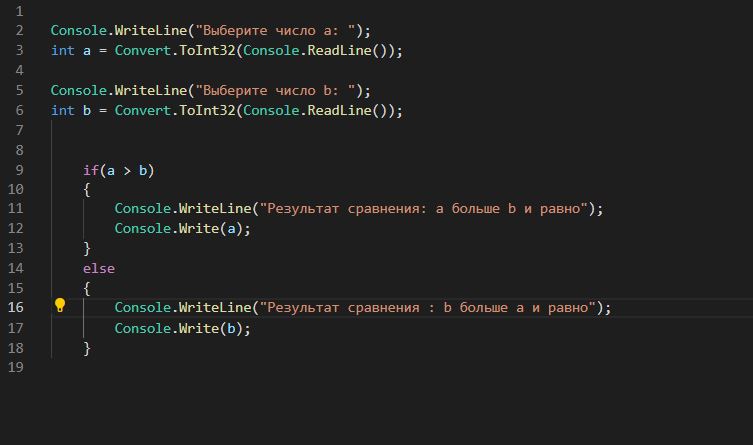 1
2 Console.WriteLine("Выберите число a: ");
3 int a = Convert.ToInt32(Console.ReadLine());
4
5 Console.WriteLine("Выберите число b: ");
6 int b = Convert.ToInt32(Console.ReadLine());
7
8
9 if(a > b)
10 {
11 Console.WriteLine("Результат сравнения: a больше b и равно");
12 Console.Write(a);
13 }
14 else
15 {
16 Console.WriteLine("Результат сравнения : b больше a и равно");
17 Console.Write(b);
18 }
19